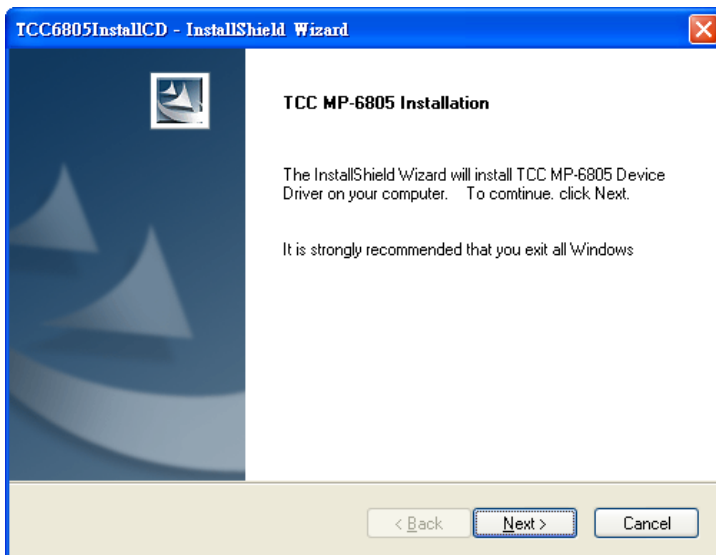 TCC6805InstallCD - InstallShield Wizard
TCC MP-6805 Installation
The InstallShield Wizard will install TCC MP-6805 Device
Driver on your computer. To comtinue. click Next.
It is strongly recommended that you exit all Windows
< Back
Next >
Cancel